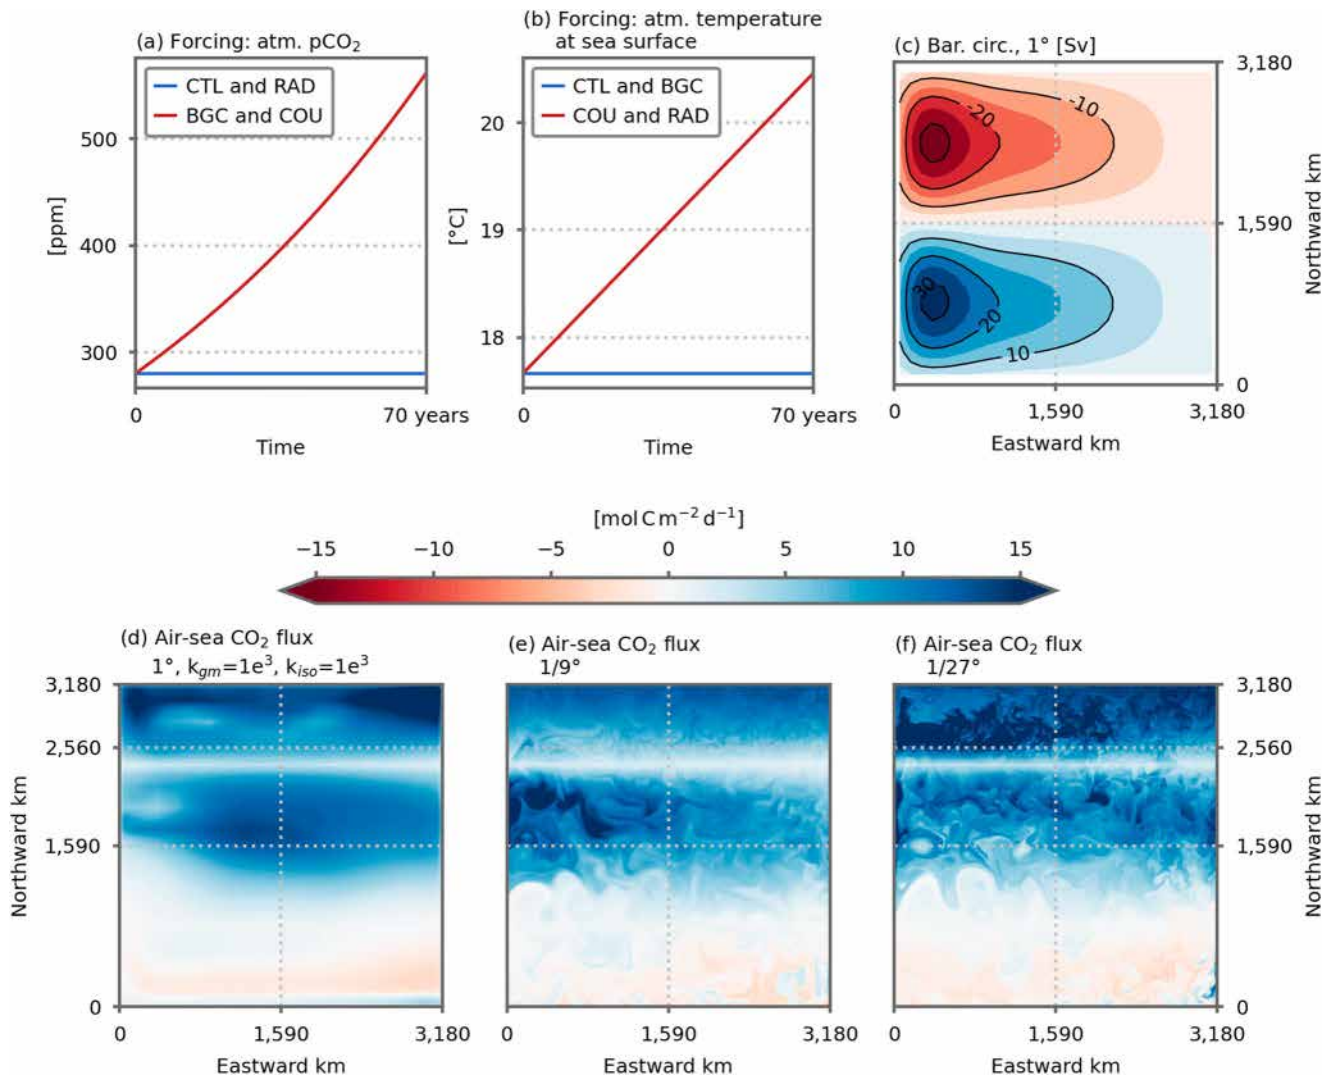 (a) Forcing: atm. pCO₂
CTL and RAD
BGC and COU
[ppm]
500
400
300
0
70 years
Time
(b) Forcing: atm. temperature
at sea surface
CTL and BGC
COU and RAD
[°C]
20
19
18
0
70 years
Time
(c) Bar. circ., 1° [Sv]
-10
-20
30
20
10
3,180
1,590
0
Northward km
0
1,590
3,180
Eastward km
[mol C m⁻² d⁻¹]
−15
−10
−5
0
5
10
15
(d) Air-sea CO₂ flux
1°, kgm=1e³, kiso=1e³
3,180
2,560
1,590
0
Northward km
0
1,590
3,180
Eastward km
(e) Air-sea CO₂ flux
1/9°
0
1,590
3,180
Eastward km
(f) Air-sea CO₂ flux
1/27°
3,180
2,560
1,590
0
Northward km
0
1,590
3,180
Eastward km